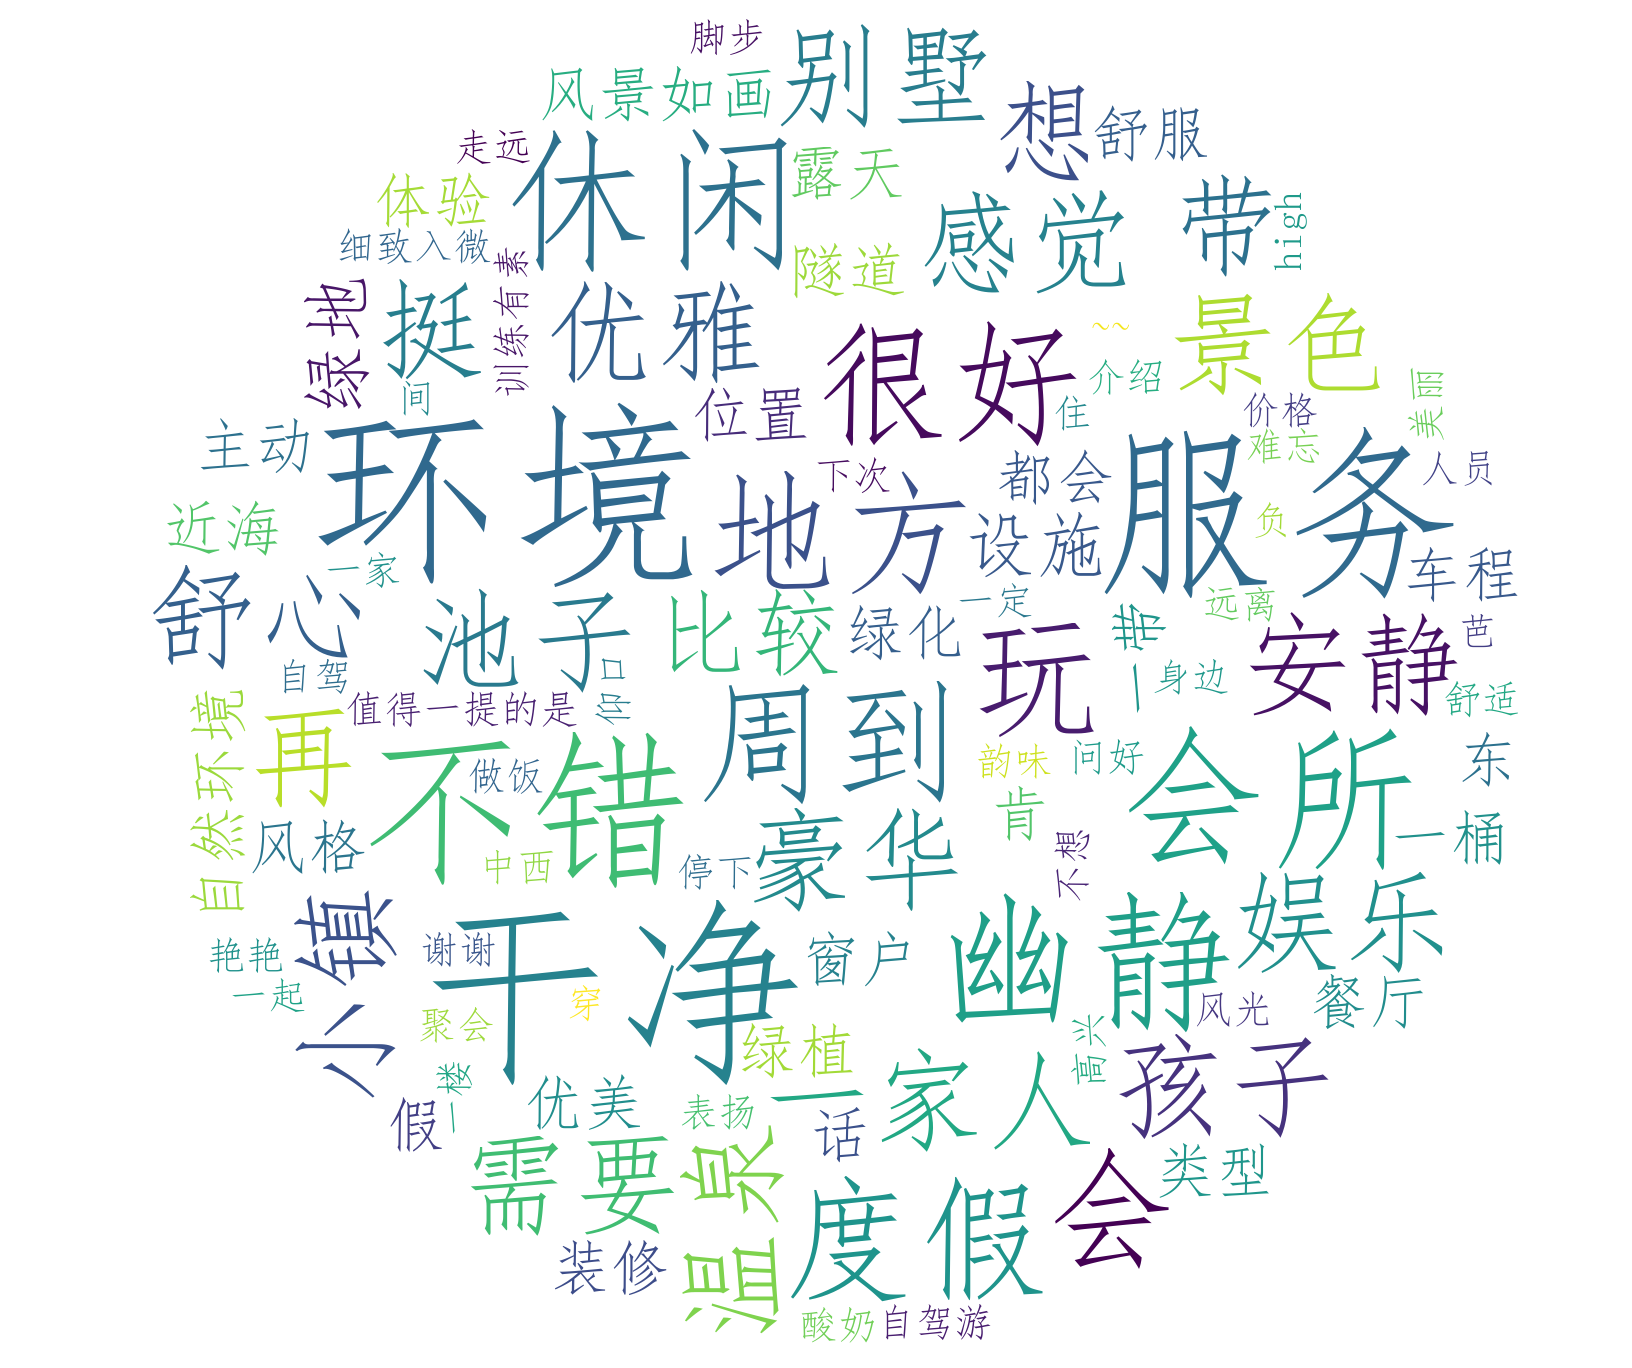 脚步
别墅
风景如画
想
舒服
走远
休闲
露天
体验
感觉
带
high
细致入微
训练有素
隧道
绿地
挺
优雅
很好
~~
景色
间
位置
介绍
住
价格
美丽
主动
环境
下次
都会
服务
难忘
人员
近海
地方
设施
负
车程
一家
舒心
池子
比较
绿化
一定
玩
一带
远离
安静
芭
自驾
仰口
身边
舒适
值得一提的是
自然环境
再
不错
做饭
周到
韵味
问好
会所
东
风格
中西
停下
豪华
肯
不想
一桶
小镇
干净
谢谢
窗户
幽静
娱乐
艳艳
一起
穿
聚会
绿植
风光
餐厅
高兴
一楼
优美
表扬
一家人
孩子
假
话
需要
温泉
度假
会
类型
装修
酸奶
自驾游